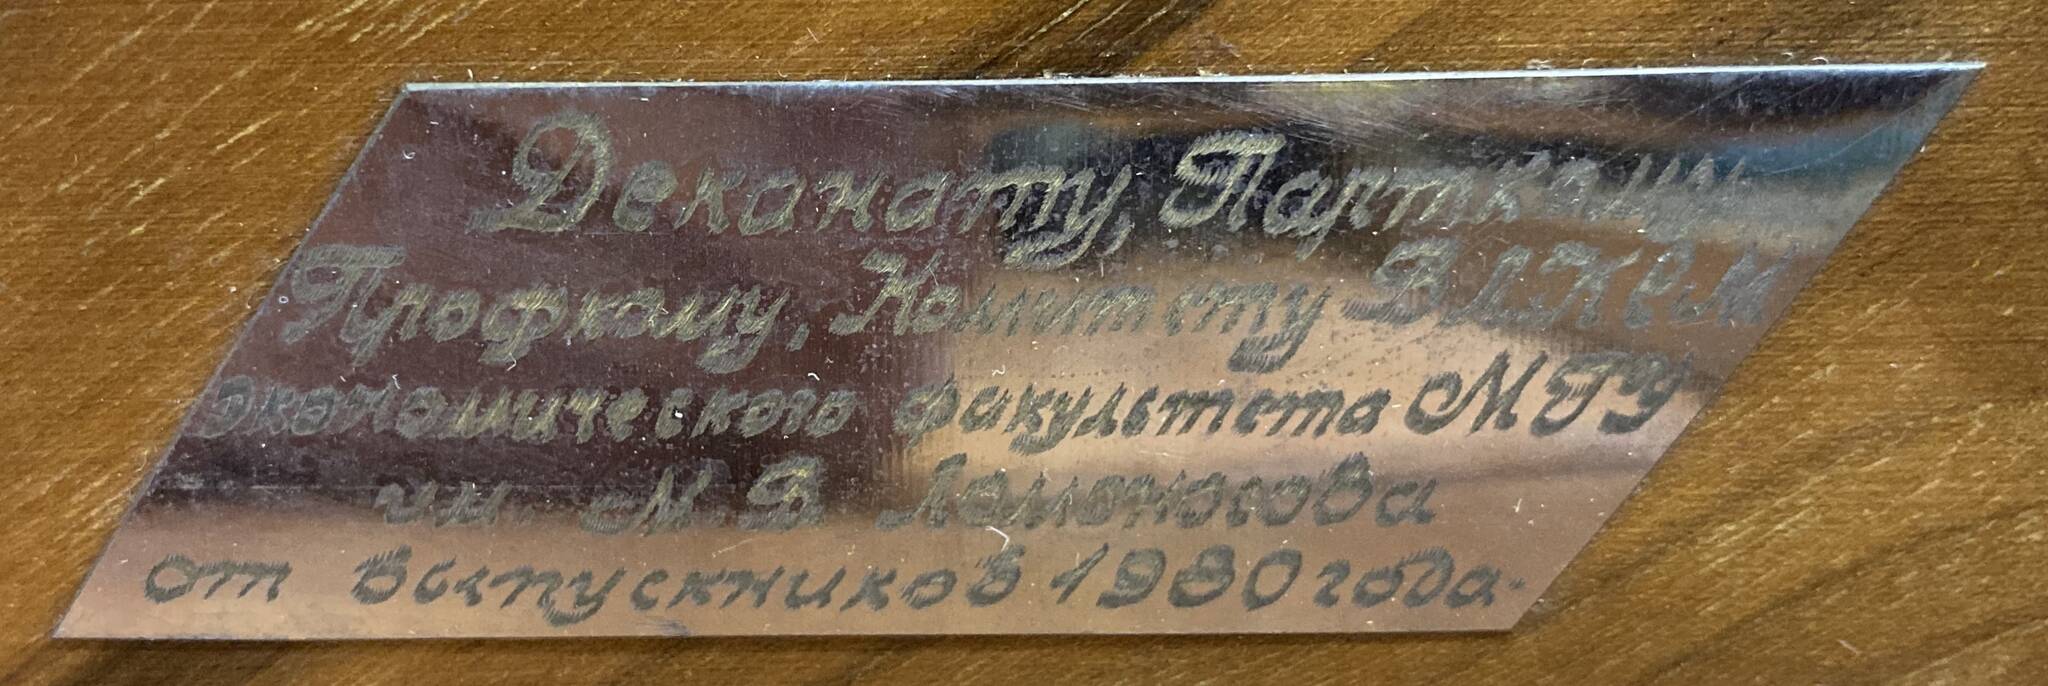 Деканату, Парткому
Профкому, Комитету ВЛКСМ
экономического факультета МГУ
им. М. В Ломоносова
от выпускников 1980 года.